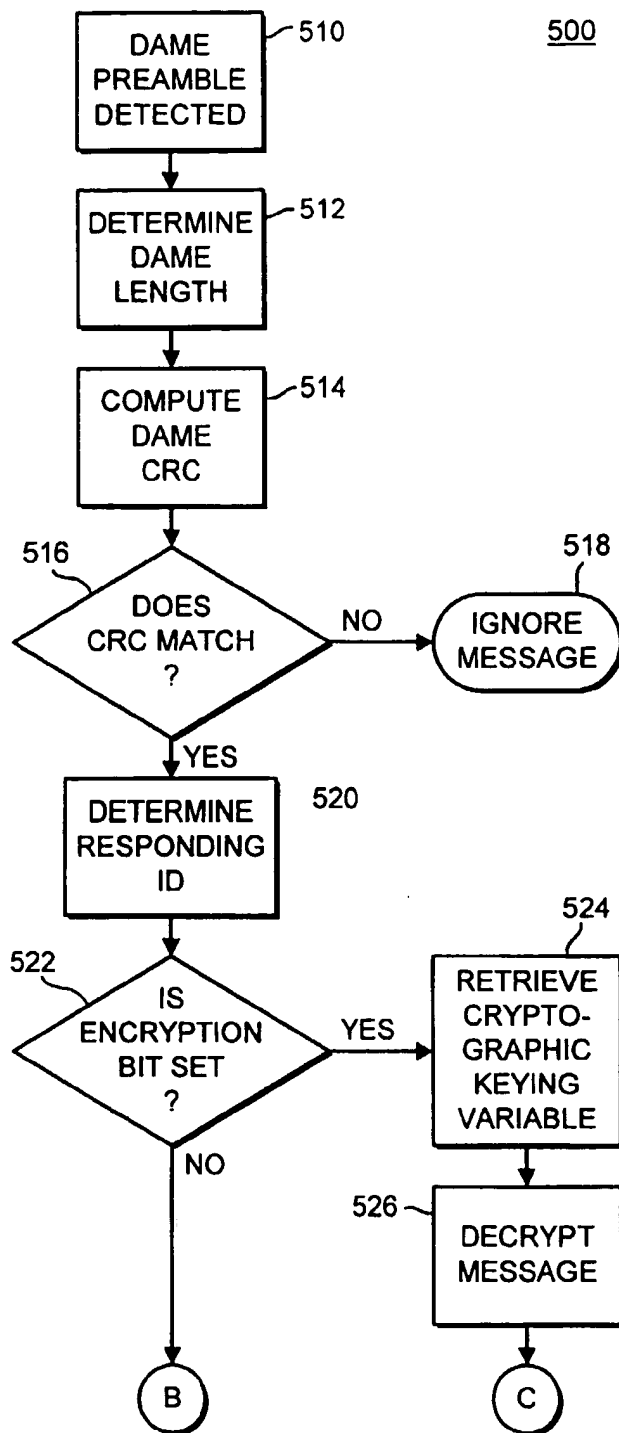 500
DAME
PREAMBLE
DETECTED
510
DETERMINE
DAME
LENGTH
512
COMPUTE
DAME
CRC
514
516
DOES
CRC MATCH
?
NO
518
IGNORE
MESSAGE
YES
DETERMINE
RESPONDING
ID
520
522
IS
ENCRYPTION
BIT SET
?
YES
524
RETRIEVE
CRYPTO-
GRAPHIC
KEYING
VARIABLE
NO
526
DECRYPT
MESSAGE
B
C